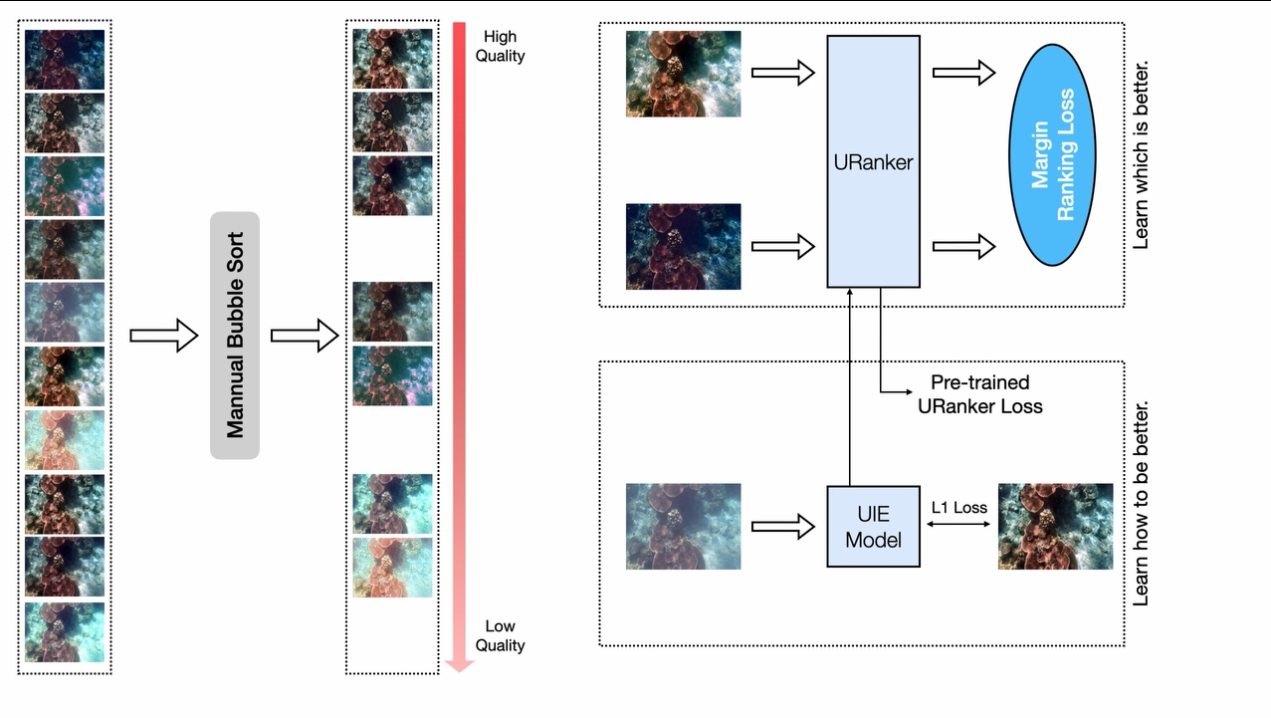 Mannual Bubble Sort
High
Quality
Low
Quality
URanker
Margin
Ranking Loss
Learn which is better.
Pre-trained
URanker Loss
UIE
Model
L1 Loss
Learn how to be better.